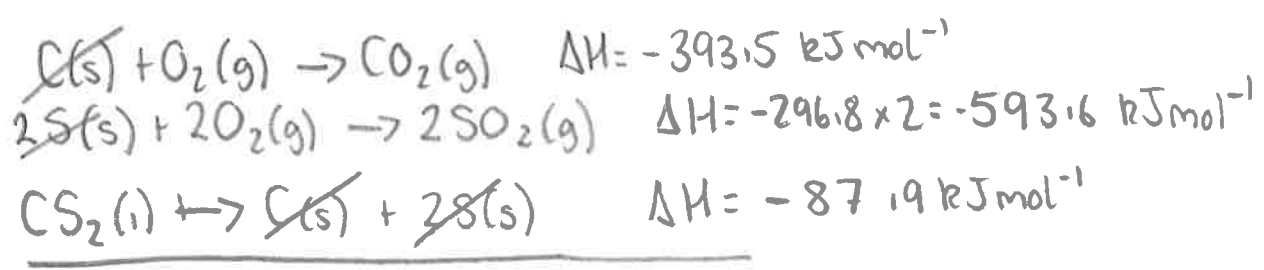 C(s) + O₂(g) → CO₂(g) ΔH = -393.5 kJ mol⁻¹
2S(s) + 2O₂(g) → 2SO₂(g) ΔH = -296.8 × 2 = -593.6 kJ mol⁻¹
CS₂(l) → C(s) + 2S(s) ΔH = -87.9 kJ mol⁻¹